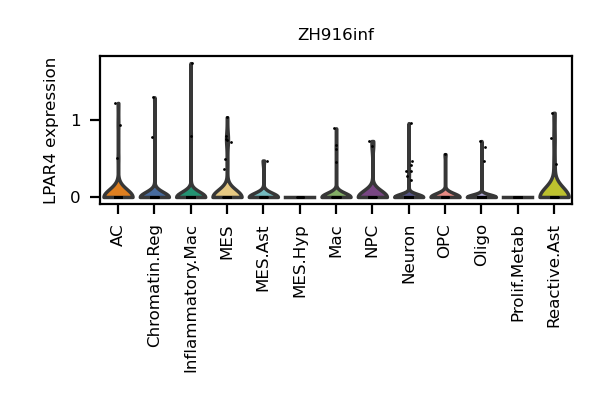 ZH916inf
LPAR4 expression
1
0
AC
Chromatin.Reg
Inflammatory.Mac
MES
MES.Ast
MES.Hyp
Mac
NPC
Neuron
OPC
Oligo
Prolif.Metab
Reactive.Ast